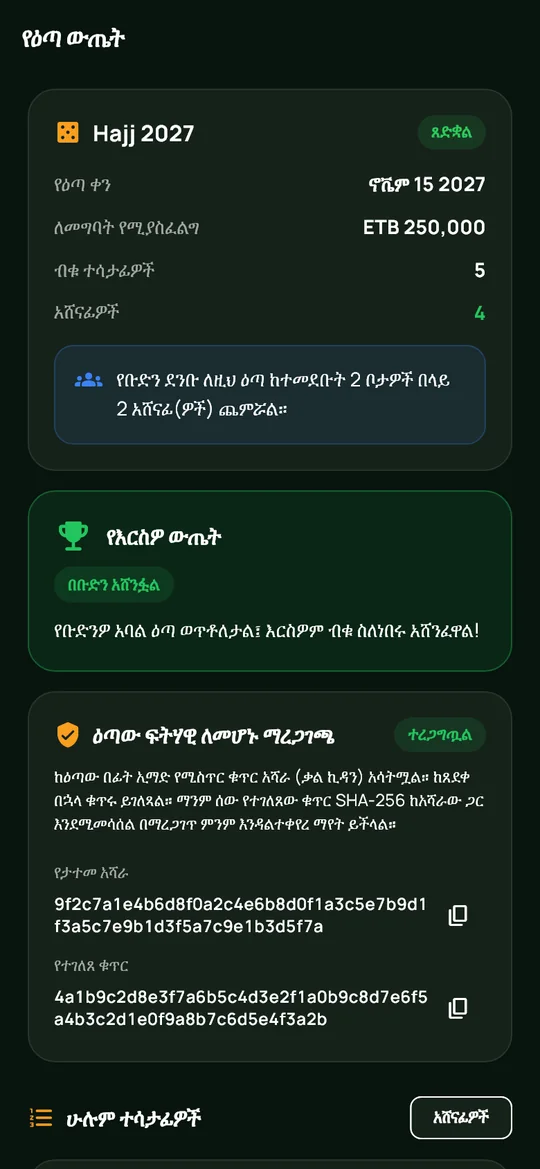 የዕጣ ውጤት
Hajj 2027
ጸድቋል
የዕጣ ቀን
ኖቬም 15 2027
ለመግባት የሚያስፈልግ
ETB 250,000
ብቁ ተሳታፊዎች
5
አሸናፊዎች
4
የቡድን ደንቡ ለዚህ ዕጣ ከተመደቡት 2 ቦታዎች በላይ
2 አሸናፊ(ዎች) ጨምሯል።
የእርስዎ ውጤት
በቡድን አሸንፏል
የቡድንዎ አባል ዕጣ ወጥቶለታል፤ እርስዎም ብቁ ስለነበሩ አሸንፈዋል!
ዕጣው ፍትሃዊ ለመሆኑ ማረጋገጫ
ተረጋግጧል
ከዕጣው በፊት አማድ የሚስጥር ቁጥር አሻራ (ቃል ኪዳን) አሳትሟል። ከጸደቀ
በኋላ ቁጥሩ ይገለጻል። ማንም ሰው የተገለጸው ቁጥር SHA-256 ከአሻራው ጋር
እንደሚመሳሰል በማረጋገጥ ምንም እንዳልተቀየረ ማየት ይችላል።
የታተመ አሻራ
9f2c7a1e4b6d8f0a2c4e6b8d0f1a3c5e7b9d1
f3a5c7e9b1d3f5a7c9e1b3d5f7a
የተገለጸ ቁጥር
4a1b9c2d8e3f7a6b5c4d3e2f1a0b9c8d7e6f5
a4b3c2d1e0f9a8b7c6d5e4f3a2b
ሁሉም ተሳታፊዎች
አሸናፊዎች